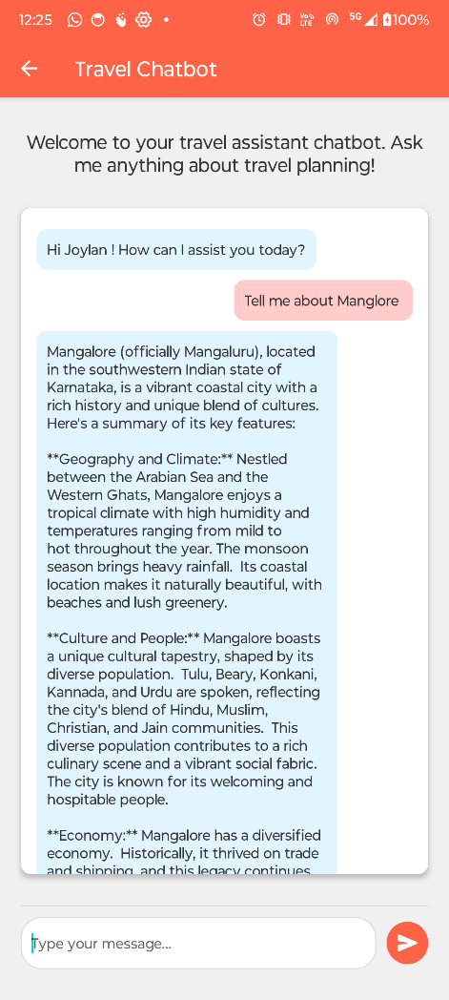 12:25
Vo))
LTE
5G
100%
Travel Chatbot
Welcome to your travel assistant chatbot. Ask
me anything about travel planning!
Hi Joylan ! How can I assist you today?
Tell me about Manglore
Mangalore (officially Mangaluru), located
in the southwestern Indian state of
Karnataka, is a vibrant coastal city with a
rich history and unique blend of cultures.
Here's a summary of its key features:
**Geography and Climate:** Nestled
between the Arabian Sea and the
Western Ghats, Mangalore enjoys a
tropical climate with high humidity and
temperatures ranging from mild to
hot throughout the year. The monsoon
season brings heavy rainfall.  Its coastal
location makes it naturally beautiful, with
beaches and lush greenery.
**Culture and People:** Mangalore boasts
a unique cultural tapestry, shaped by its
diverse population.  Tulu, Beary, Konkani,
Kannada, and Urdu are spoken, reflecting
the city's blend of Hindu, Muslim,
Christian, and Jain communities.  This
diverse population contributes to a rich
culinary scene and a vibrant social fabric.
The city is known for its welcoming and
hospitable people.
**Economy:** Mangalore has a diversified
economy.  Historically, it thrived on trade
and shipping, and this legacy continues
Type your message...